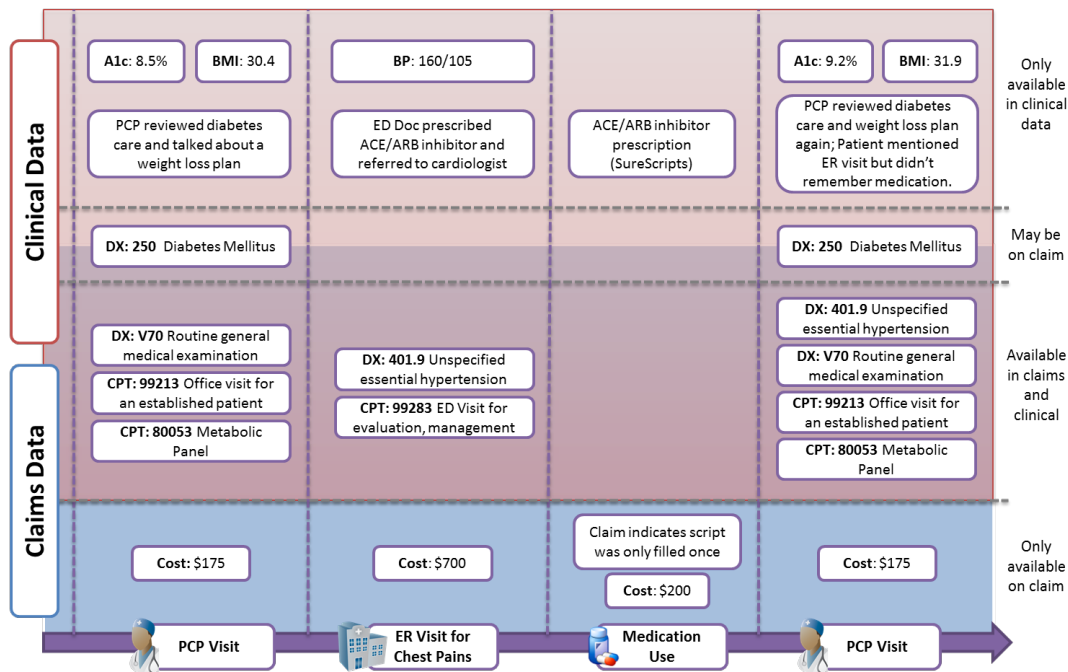 Clinical Data
Claims Data
A1c: 8.5%
BMI: 30.4
PCP reviewed diabetes
care and talked about a
weight loss plan
DX: 250 Diabetes Mellitus
DX: V70 Routine general
medical examination
CPT: 99213 Office visit for
an established patient
CPT: 80053 Metabolic
Panel
Cost: $175
PCP Visit
BP: 160/105
ED Doc prescribed
ACE/ARB inhibitor and
referred to cardiologist
DX: 401.9 Unspecified
essential hypertension
CPT: 99283 ED Visit for
evaluation, management
Cost: $700
ER Visit for
Chest Pains
ACE/ARB inhibitor
prescription
(SureScripts)
Claim indicates script
was only filled once
Cost: $200
Medication
Use
A1c: 9.2%
BMI: 31.9
PCP reviewed diabetes
care and weight loss plan
again; Patient mentioned
ER visit but didn't
remember medication.
DX: 250 Diabetes Mellitus
DX: 401.9 Unspecified
essential hypertension
DX: V70 Routine general
medical examination
CPT: 99213 Office visit for
an established patient
CPT: 80053 Metabolic
Panel
Cost: $175
PCP Visit
Only
available
in clinical
data
May be
on claim
Available
in claims
and
clinical
Only
available
on claim